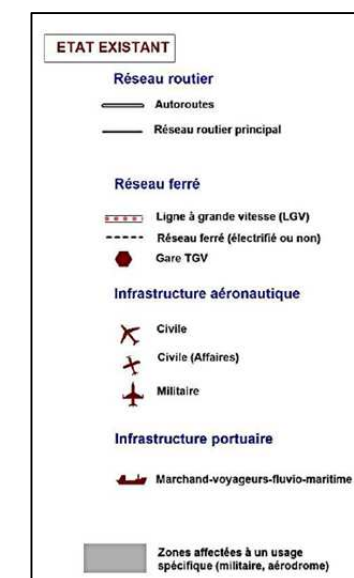 ETAT EXISTANT
Réseau routier
Autoroutes
Réseau routier principal
Réseau ferré
Ligne à grande vitesse (LGV)
Réseau ferré (électrifié ou non)
Gare TGV
Infrastructure aéronautique
Civile
Civile (Affaires)
Militaire
Infrastructure portuaire
Marchand-voyageurs-fluvio-maritime
Zones affectées à un usage
spécifique (militaire, aérodrome)